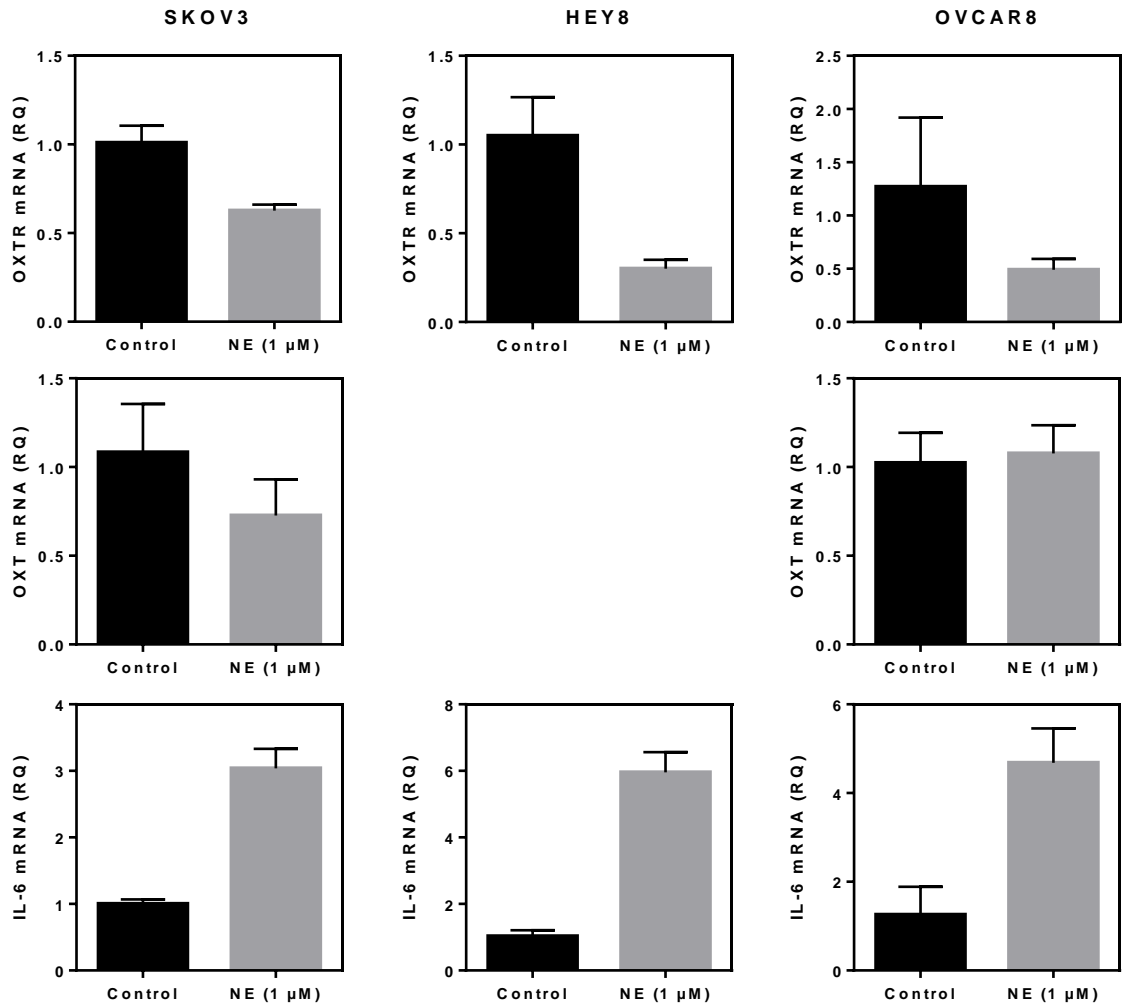 SKOV3
HEY8
OVCAR8
OXTR mRNA (RQ)
1.5
1.0
0.5
0.0
Control NE (1 µM)
OXTR mRNA (RQ)
1.5
1.0
0.5
0.0
Control NE (1 µM)
OXTR mRNA (RQ)
2.5
2.0
1.5
1.0
0.5
0.0
Control NE (1 µM)
OXT mRNA (RQ)
1.5
1.0
0.5
0.0
Control NE (1 µM)
OXT mRNA (RQ)
1.5
1.0
0.5
0.0
Control NE (1 µM)
IL-6 mRNA (RQ)
4
3
2
1
0
Control NE (1 µM)
IL-6 mRNA (RQ)
8
6
4
2
0
Control NE (1 µM)
IL-6 mRNA (RQ)
6
4
2
0
Control NE (1 µM)